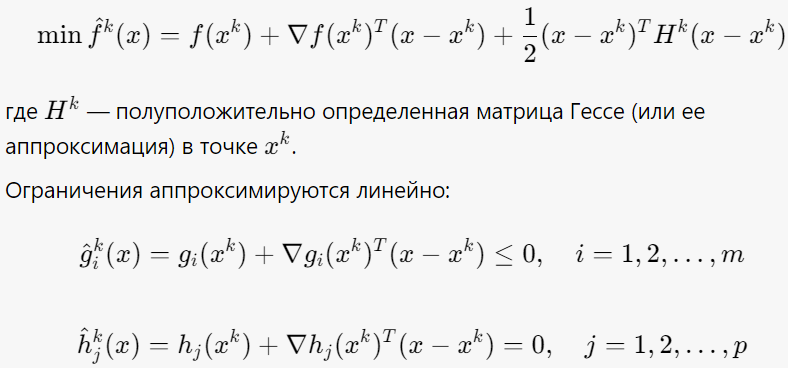 min f̂ᵏ(x) = f(xᵏ) + ∇f(xᵏ)ᵀ(x − xᵏ) + 1/2(x − xᵏ)ᵀHᵏ(x − xᵏ)
где Hᵏ — полуположительно определенная матрица Гессе (или ее
аппроксимация) в точке xᵏ.
Ограничения аппроксимируются линейно:
ĝᵢᵏ(x) = gᵢ(xᵏ) + ∇gᵢ(xᵏ)ᵀ(x − xᵏ) ≤ 0, i = 1, 2, . . . , m
ĥⱼᵏ(x) = hⱼ(xᵏ) + ∇hⱼ(xᵏ)ᵀ(x − xᵏ) = 0, j = 1, 2, . . . , p